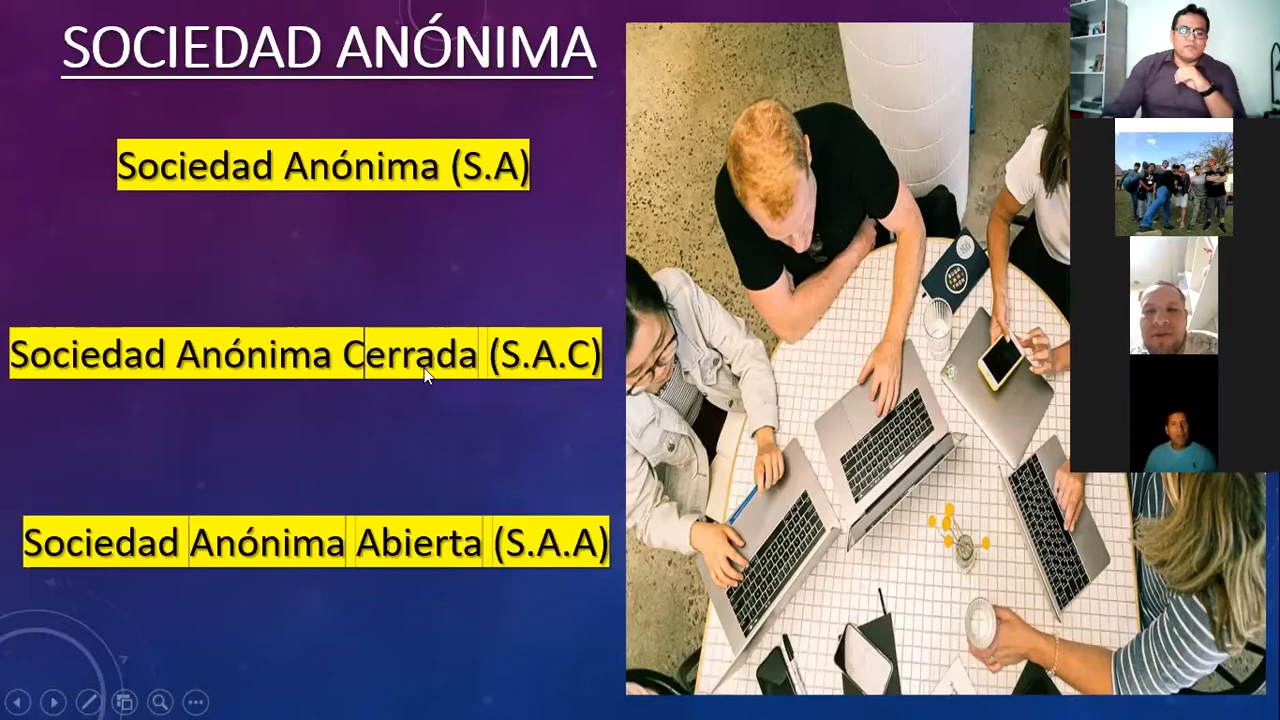 SOCIEDAD ANÓNIMA
Sociedad Anónima (S.A)
Sociedad Anónima Cerrada (S.A.C)
Sociedad Anónima Abierta (S.A.A)